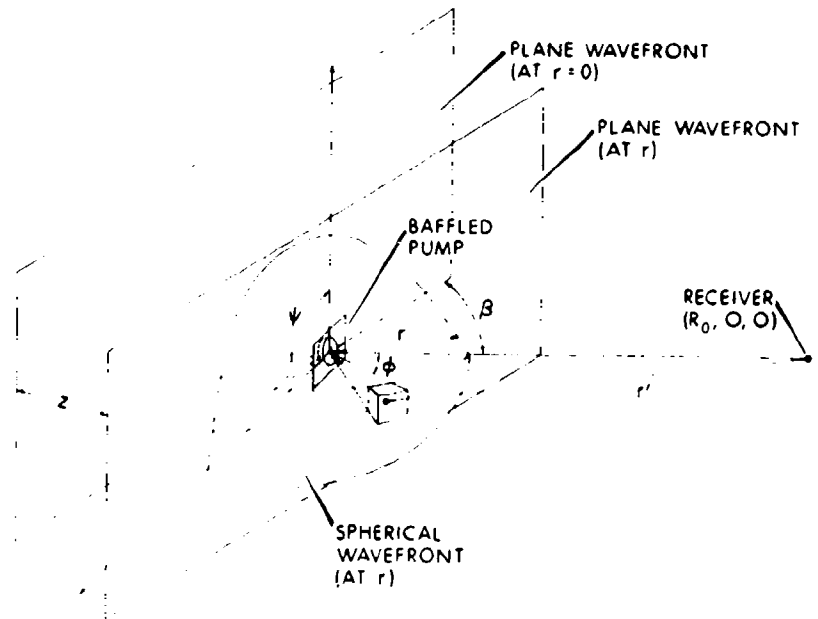 PLANE WAVEFRONT
(AT r = 0)
PLANE WAVEFRONT
(AT r)
BAFFLED
PUMP
β
RECEIVER
(R₀, 0, 0)
ψ
r
ϕ
r'
z
SPHERICAL
WAVEFRONT
(AT r)